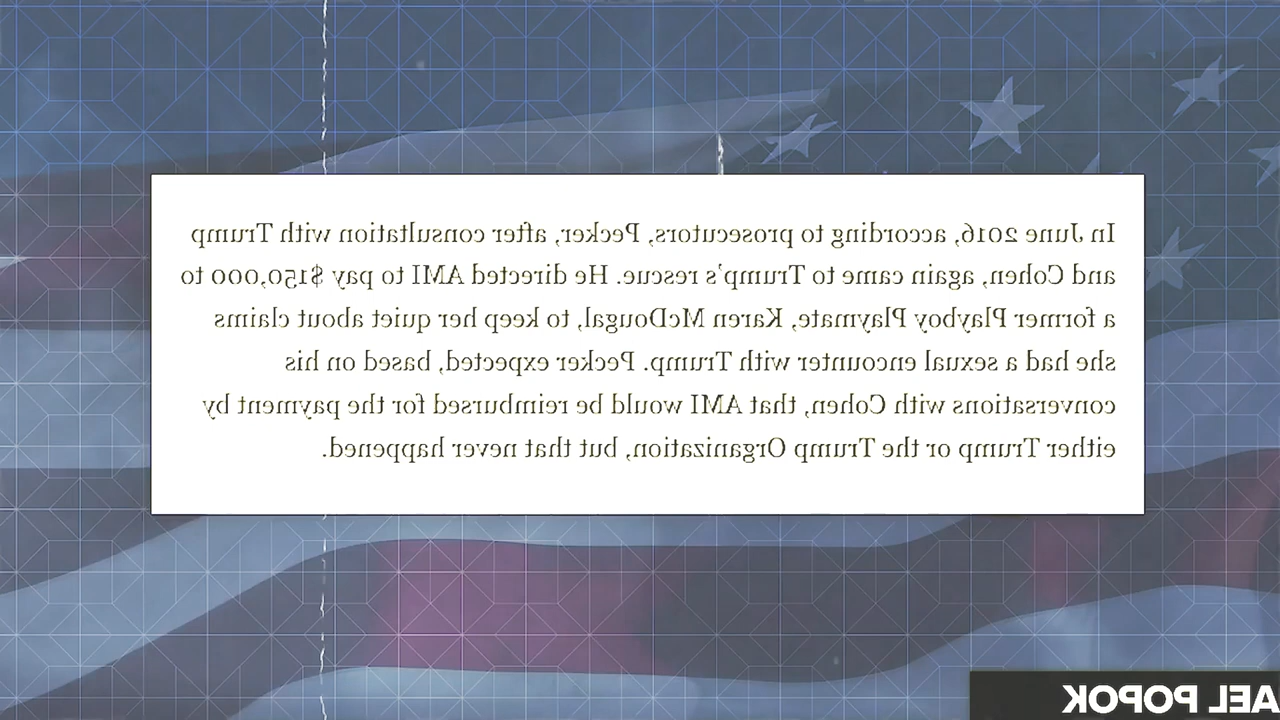 In June 2016, according to prosecutors, Pecker, after consultation with Trump
and Cohen, again came to Trump's rescue. He directed AMI to pay $150,000 to
a former Playboy Playmate, Karen McDougal, to keep her quiet about claims
she had a sexual encounter with Trump. Pecker expected, based on his
conversations with Cohen, that AMI would be reimbursed for the payment by
either Trump or the Trump Organization, but that never happened.
AEL POPOK